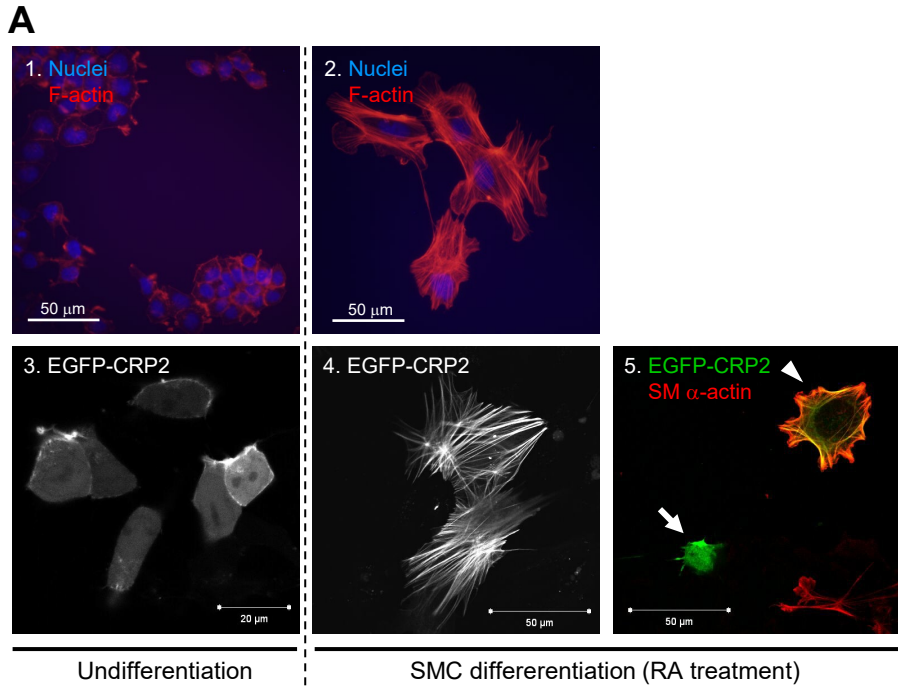 A
1. Nuclei
F-actin
50 μm
2. Nuclei
F-actin
50 μm
3. EGFP-CRP2
20 μm
4. EGFP-CRP2
50 μm
5. EGFP-CRP2
SM α-actin
50 μm
Undifferentiation
SMC differerentiation (RA treatment)